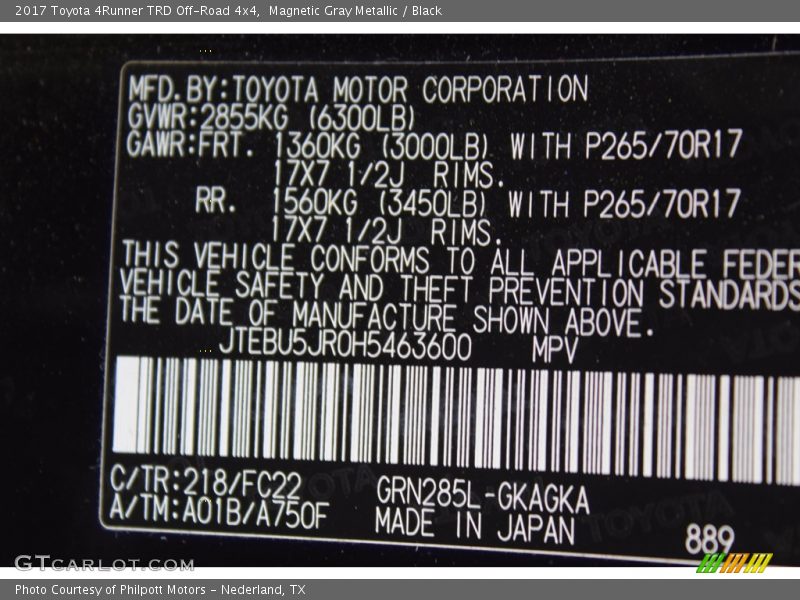 2017 Toyota 4Runner TRD Off-Road 4x4,  Magnetic Gray Metallic / Black
MFD.BY:TOYOTA MOTOR CORPORATION
GVWR:2855KG (6300LB)
GAWR:FRT. 1360KG (3000LB) WITH P265/70R17
17X7 1/2J RIMS.
RR. 1560KG (3450LB) WITH P265/70R17
17X7 1/2J RIMS.
THIS VEHICLE CONFORMS TO ALL APPLICABLE FEDER
VEHICLE SAFETY AND THEFT PREVENTION STANDARDS
THE DATE OF MANUFACTURE SHOWN ABOVE.
JTEBU5JR0H5463600 MPV
C/TR:218/FC22 GRN285L-GKAGKA
A/TM:A01B/A750F MADE IN JAPAN
889
GTCARLOT.COM
Photo Courtesy of Philpott Motors - Nederland, TX